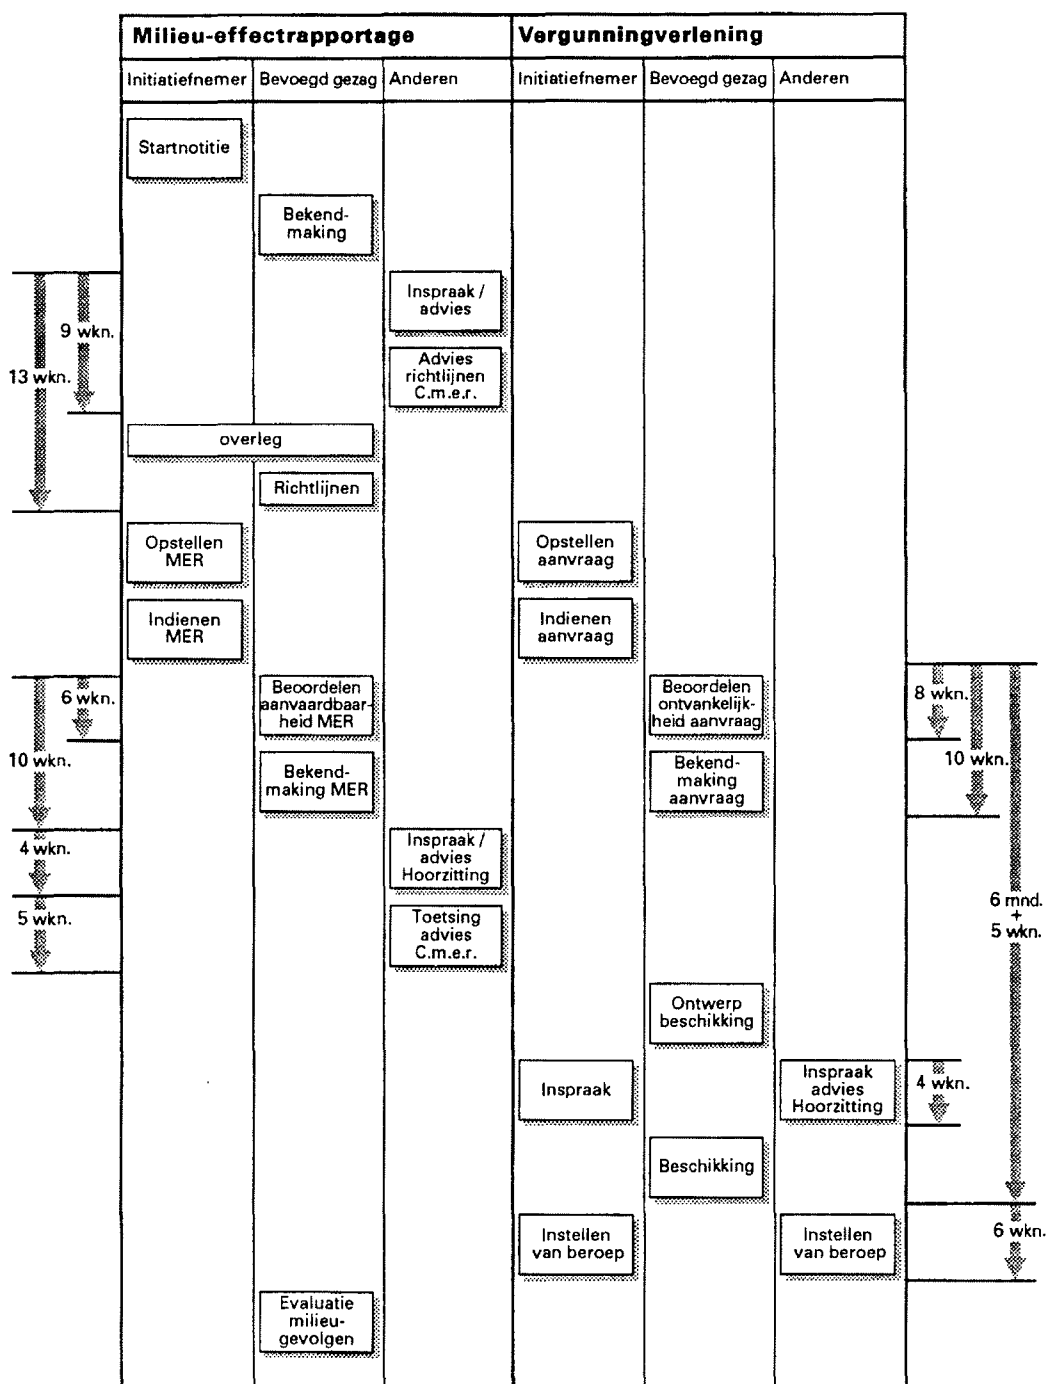 Milieu-effectrapportage
Vergunningverlening
Initiatiefnemer
Bevoegd gezag
Anderen
Initiatiefnemer
Bevoegd gezag
Anderen
Startnotitie
Bekend-
making
Inspraak /
advies
9 wkn.
13 wkn.
Advies
richtlijnen
C.m.e.r.
overleg
Richtlijnen
Opstellen
MER
Opstellen
aanvraag
Indienen
MER
Indienen
aanvraag
6 wkn.
Beoordelen
aanvaardbaar-
heid MER
Beoordelen
ontvankelijk-
heid aanvraag
8 wkn.
10 wkn.
Bekend-
making MER
Bekend-
making
aanvraag
10 wkn.
4 wkn.
Inspraak /
advies
Hoorzitting
5 wkn.
Toetsing
advies
C.m.e.r.
6 mnd.
+
5 wkn.
Ontwerp
beschikking
Inspraak
Inspraak
advies
Hoorzitting
4 wkn.
Beschikking
Instellen
van beroep
Instellen
van beroep
6 wkn.
Evaluatie
milieu-
gevolgen